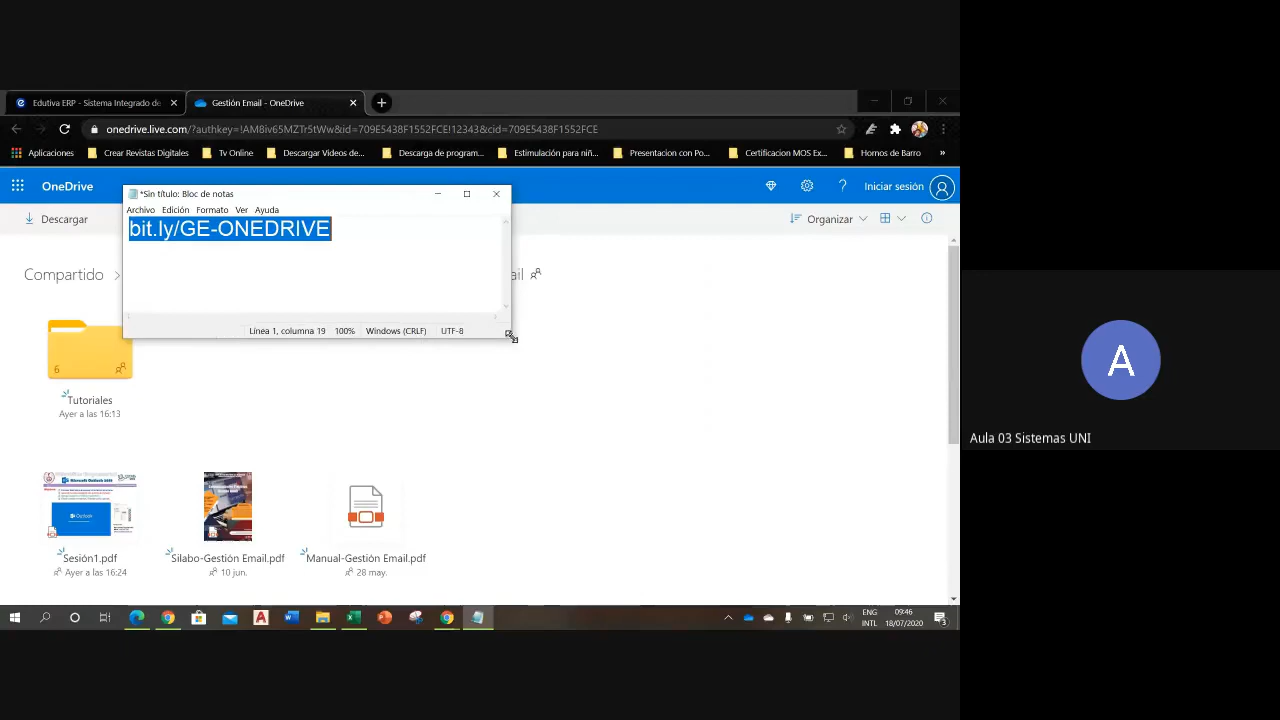 Edutiva ERP - Sistema Integrado de
Gestión Email - OneDrive
onedrive.live.com/?authkey=!AM8iv65MZTr5tWw&id=709E5438F1552FCE!12343&cid=709E5438F1552FCE
Aplicaciones
Crear Revistas Digitales
Tv Online
Descargar Videos de...
Descarga de program...
Estimulación para niñ...
Presentacion con Po...
Certificacion MOS Ex...
Hornos de Barro
»
OneDrive
Iniciar sesión
*Sin título: Bloc de notas
Archivo Edición Formato Ver Ayuda
bit.ly/GE-ONEDRIVE
Línea 1, columna 19 100% Windows (CRLF) UTF-8
Descargar
Organizar
Compartido >
ail
6
Tutoriales
Ayer a las 16:13
Sesión1.pdf
Ayer a las 16:24
Silabo-Gestión Email.pdf
10 jun.
Manual-Gestión Email.pdf
28 may.
ENG
INTL
09:46
18/07/2020
A
Aula 03 Sistemas UNI